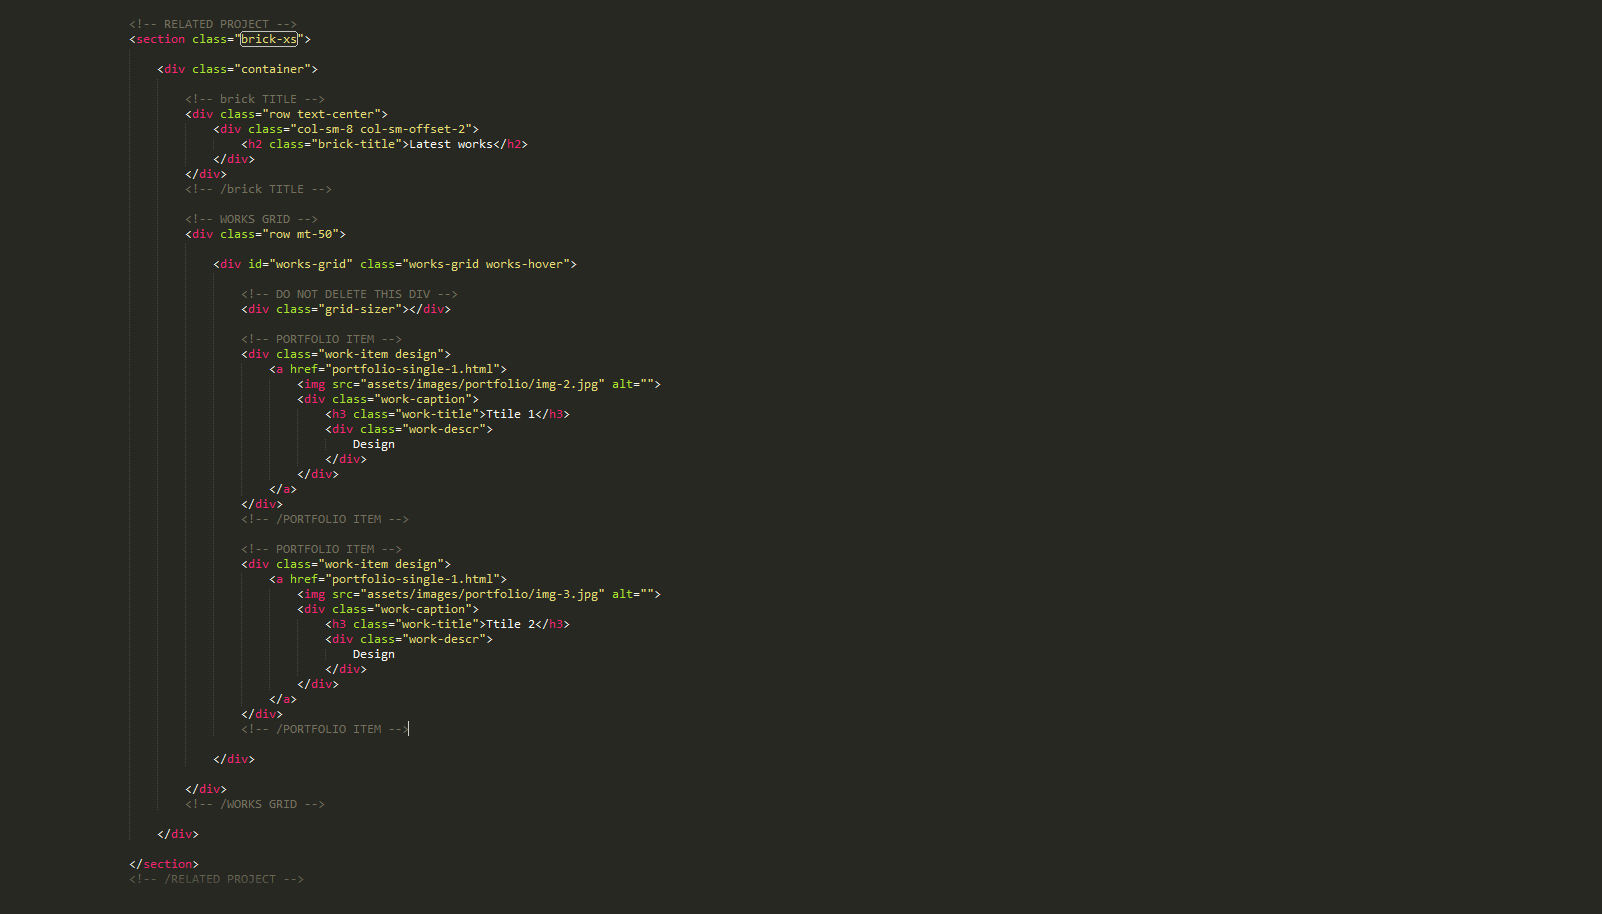 <!-- RELATED PROJECT -->
<section class="brick-xs">
<div class="container">
<!-- brick TITLE -->
<div class="row text-center">
<div class="col-sm-8 col-sm-offset-2">
<h2 class="brick-title">Latest works</h2>
</div>
</div>
<!-- /brick TITLE -->
<!-- WORKS GRID -->
<div class="row mt-50">
<div id="works-grid" class="works-grid works-hover">
<!-- DO NOT DELETE THIS DIV -->
<div class="grid-sizer"></div>
<!-- PORTFOLIO ITEM -->
<div class="work-item design">
<a href="portfolio-single-1.html">
<img src="assets/images/portfolio/img-2.jpg" alt="">
<div class="work-caption">
<h3 class="work-title">Ttile 1</h3>
<div class="work-descr">
Design
</div>
</div>
</a>
</div>
<!-- /PORTFOLIO ITEM -->
<!-- PORTFOLIO ITEM -->
<div class="work-item design">
<a href="portfolio-single-1.html">
<img src="assets/images/portfolio/img-3.jpg" alt="">
<div class="work-caption">
<h3 class="work-title">Ttile 2</h3>
<div class="work-descr">
Design
</div>
</div>
</a>
</div>
<!-- /PORTFOLIO ITEM -->
</div>
</div>
<!-- /WORKS GRID -->
</div>
</section>
<!-- /RELATED PROJECT -->